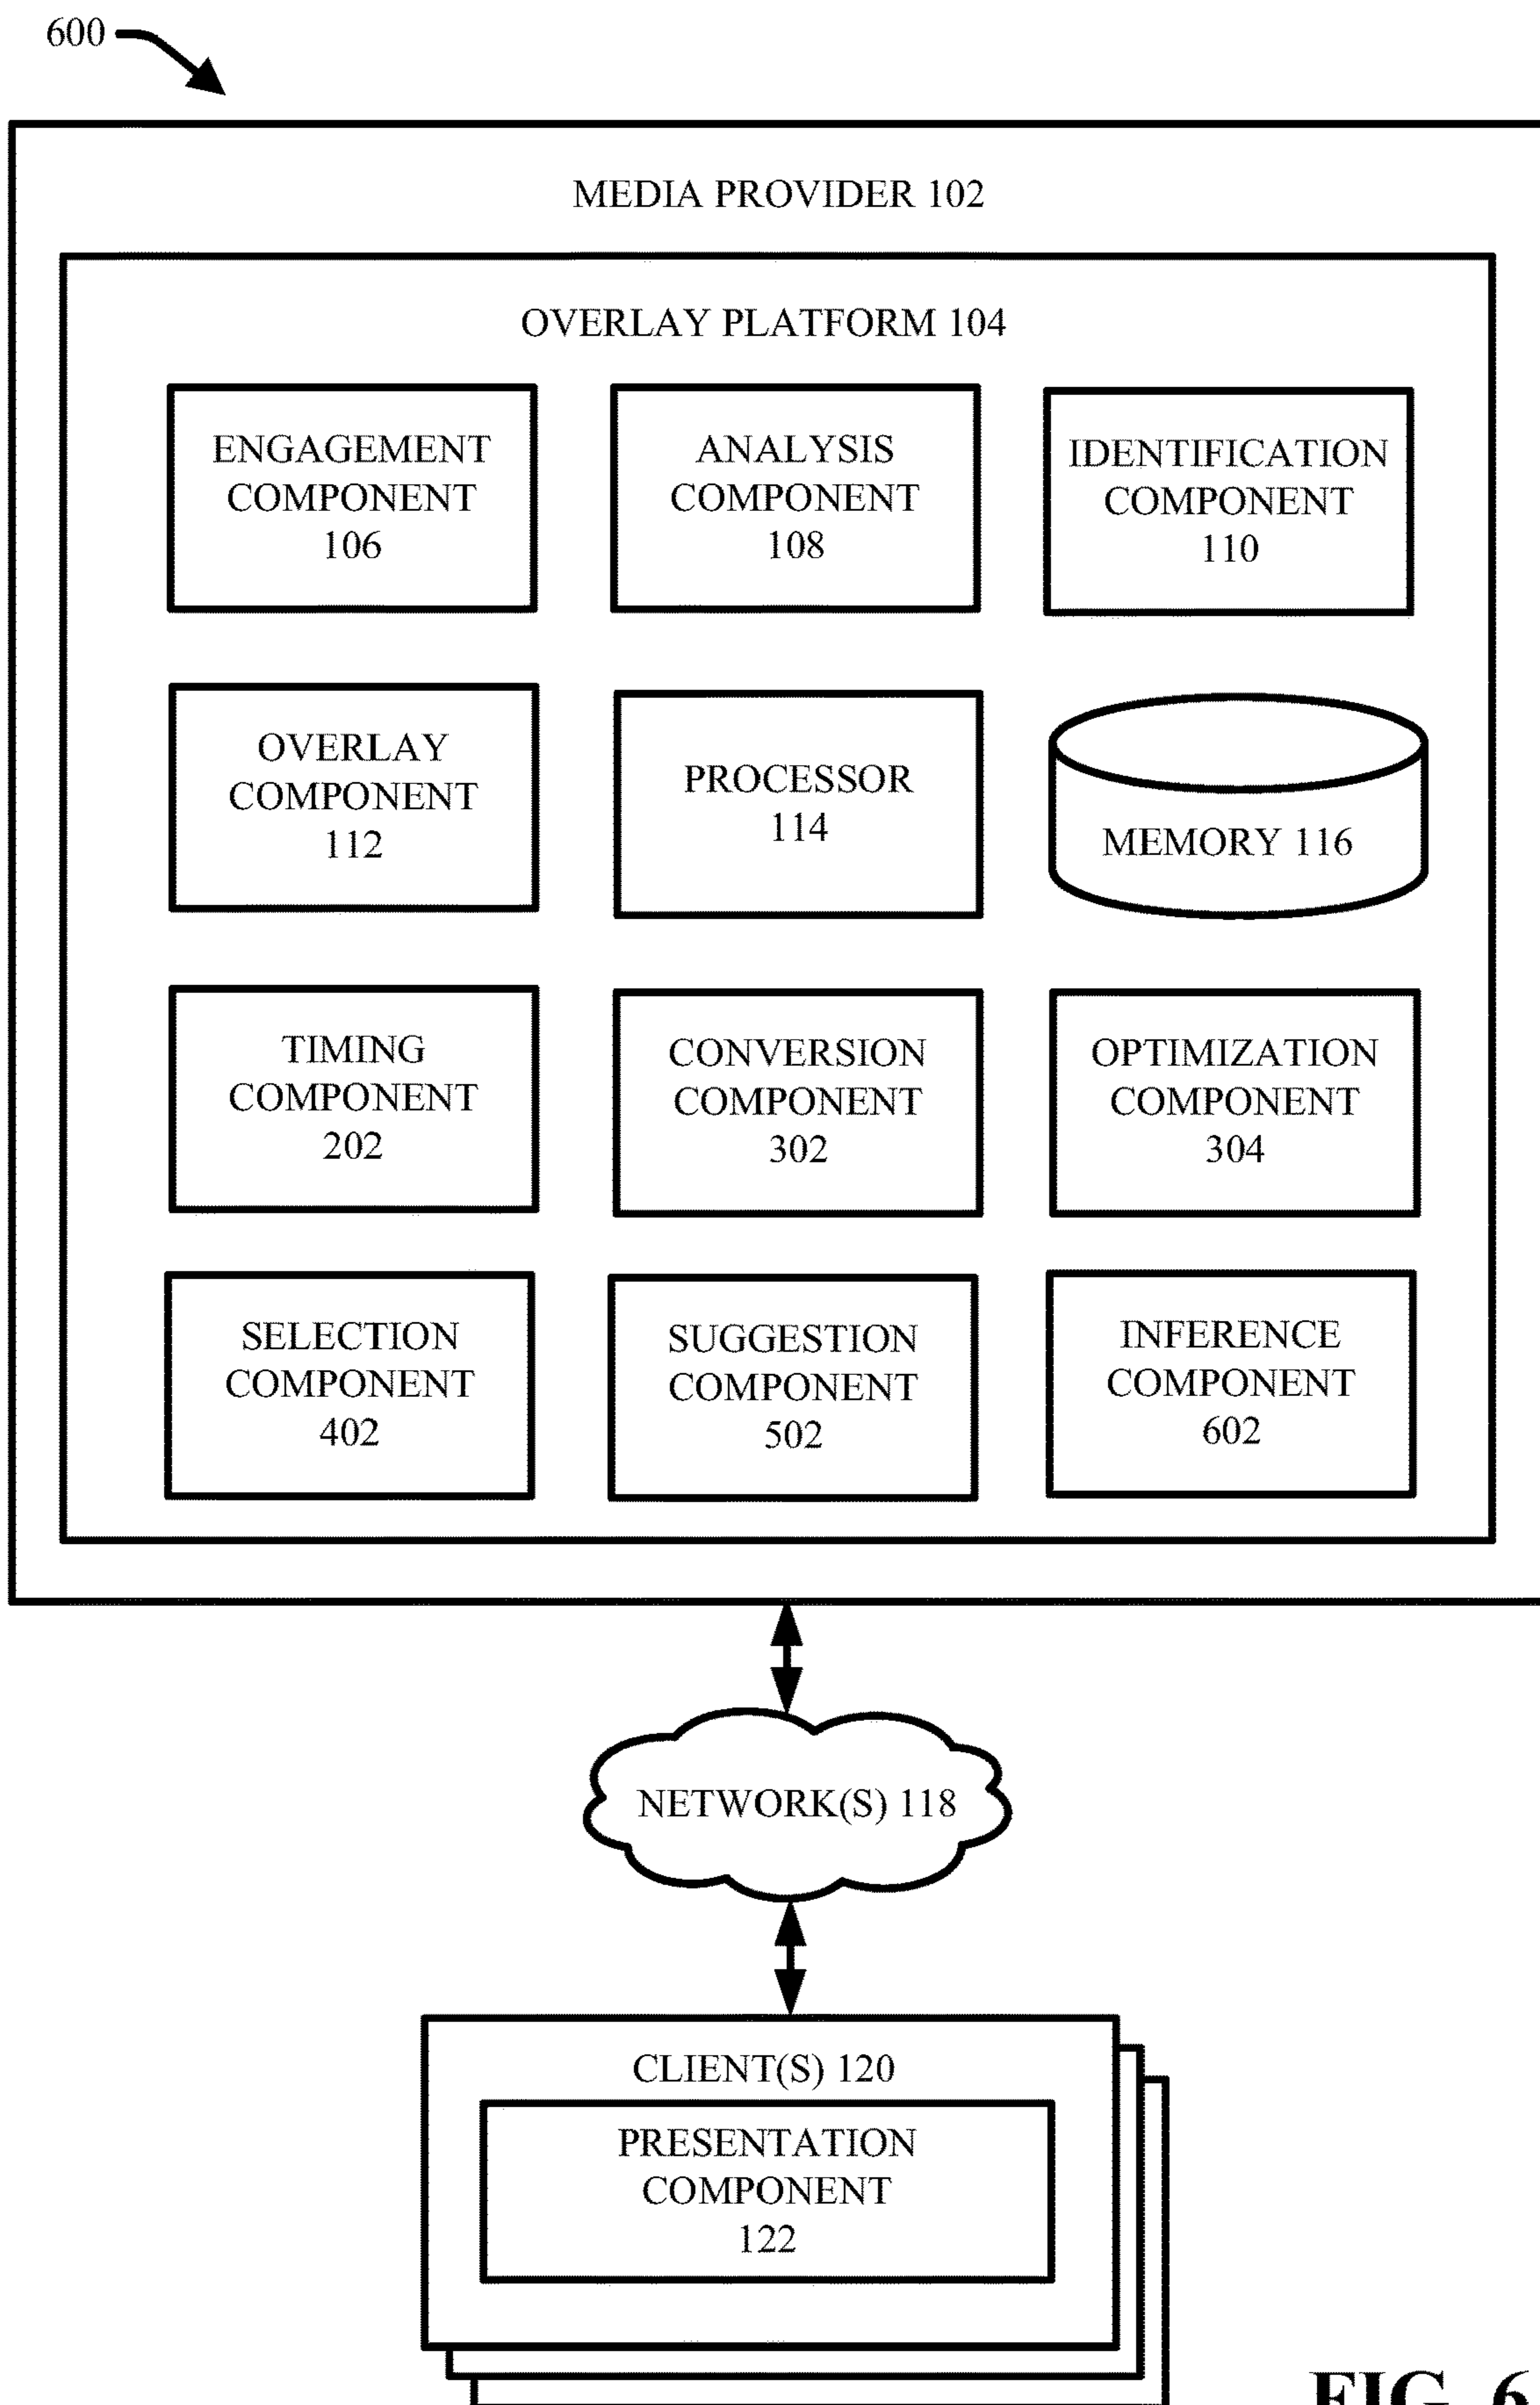 600
MEDIA PROVIDER 102
OVERLAY PLATFORM 104
ENGAGEMENT
COMPONENT
106
ANALYSIS
COMPONENT
108
IDENTIFICATION
COMPONENT
110
OVERLAY
COMPONENT
112
PROCESSOR
114
MEMORY 116
TIMING
COMPONENT
202
CONVERSION
COMPONENT
302
OPTIMIZATION
COMPONENT
304
SELECTION
COMPONENT
402
SUGGESTION
COMPONENT
502
INFERENCE
COMPONENT
602
NETWORK(S) 118
CLIENT(S) 120
PRESENTATION
COMPONENT
122
FIG. 6